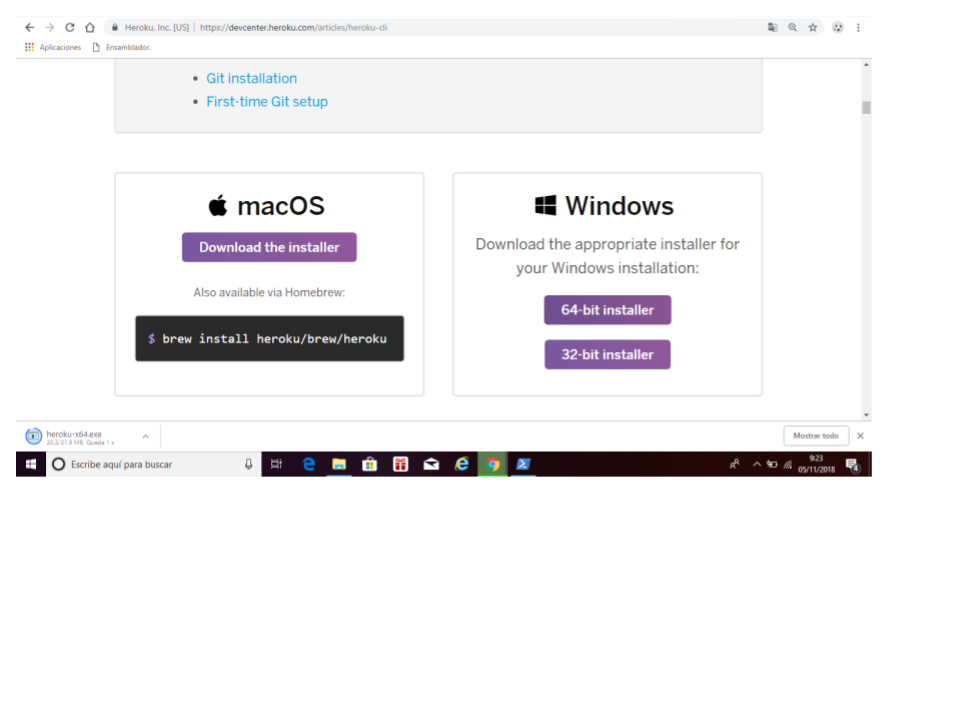 Heroku, Inc. [US] | https://devcenter.heroku.com/articles/heroku-cli
Aplicaciones Ensamblador.
• Git installation
• First-time Git setup
macOS
Download the installer
Also available via Homebrew:
$ brew install heroku/brew/heroku
Windows
Download the appropriate installer for
your Windows installation:
64-bit installer
32-bit installer
heroku-x64.exe
20.2/21.9 MB, Queda 1 s
Mostrar todo
Escribe aquí para buscar
9:23
05/11/2018
4